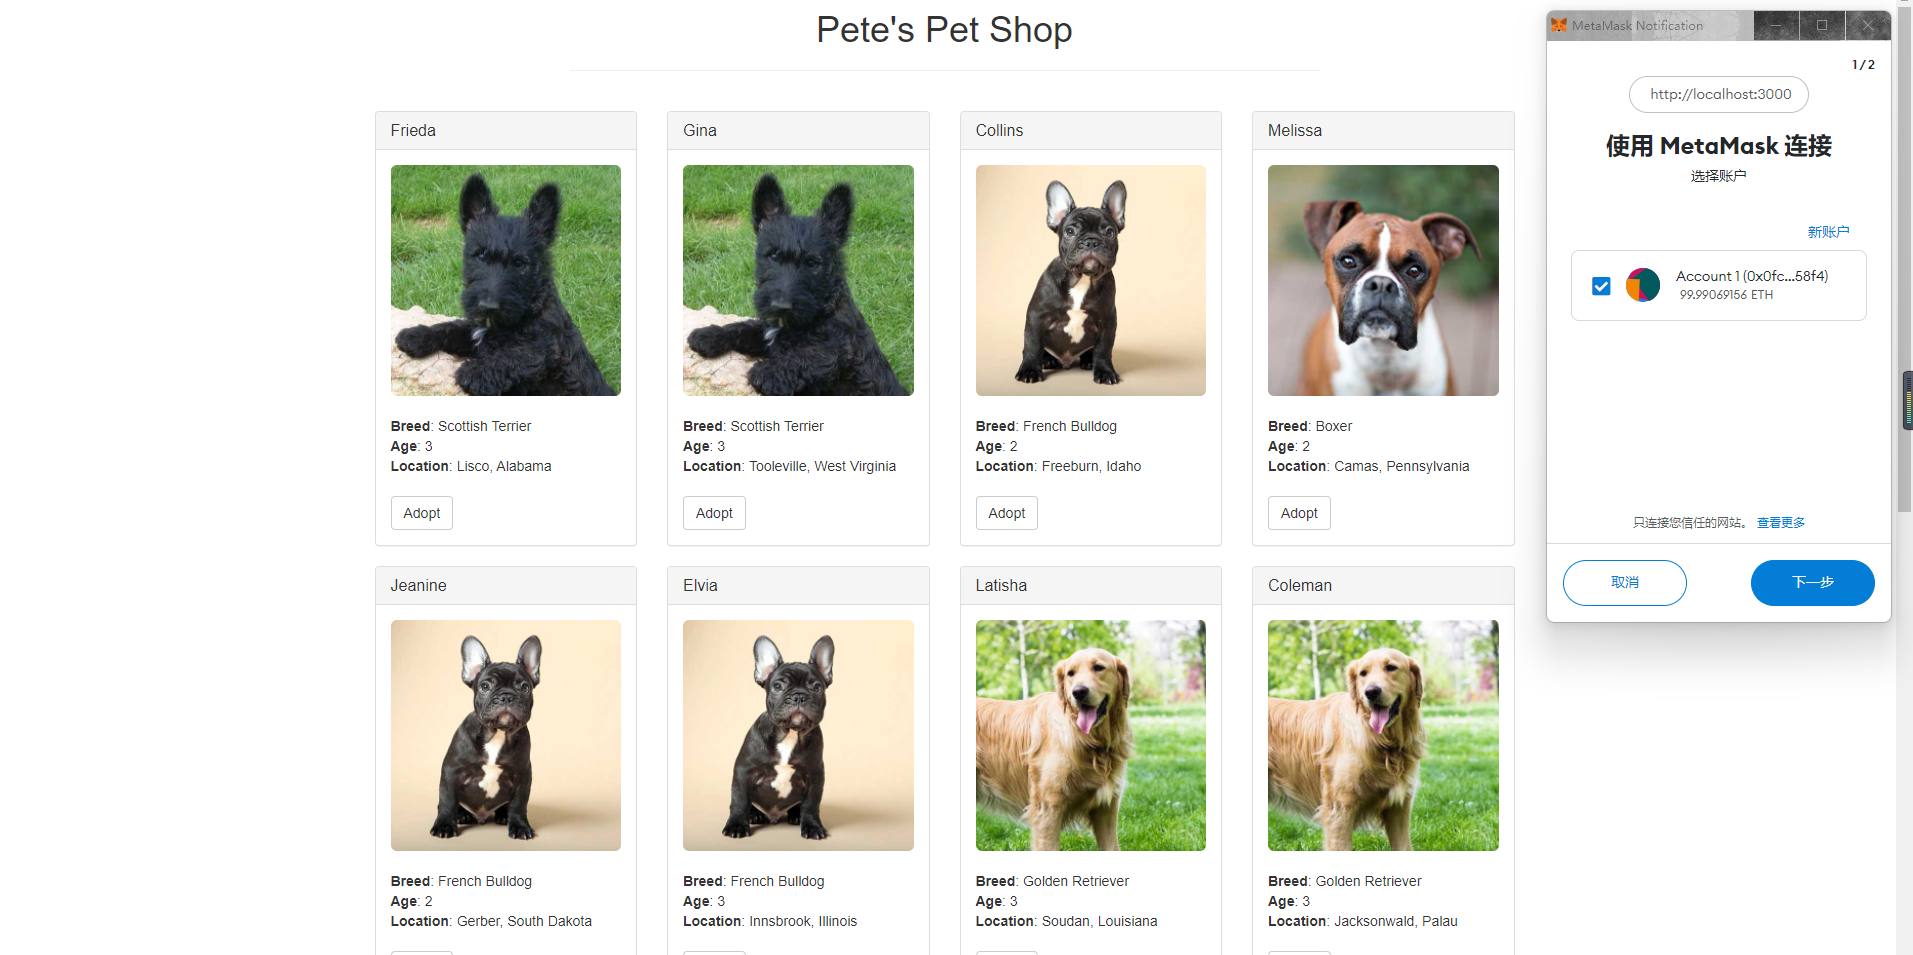 Pete's Pet Shop
Frieda
Breed: Scottish Terrier
Age: 3
Location: Lisco, Alabama
Adopt
Gina
Breed: Scottish Terrier
Age: 3
Location: Tooleville, West Virginia
Adopt
Collins
Breed: French Bulldog
Age: 2
Location: Freeburn, Idaho
Adopt
Melissa
Breed: Boxer
Age: 2
Location: Camas, Pennsylvania
Adopt
Jeanine
Breed: French Bulldog
Age: 2
Location: Gerber, South Dakota
Elvia
Breed: French Bulldog
Age: 3
Location: Innsbrook, Illinois
Latisha
Breed: Golden Retriever
Age: 3
Location: Soudan, Louisiana
Coleman
Breed: Golden Retriever
Age: 3
Location: Jacksonwald, Palau
MetaMask Notification
1/2
http://localhost:3000
使用 MetaMask 连接
选择账户
新账户
Account 1 (0x0fc...58f4)
99.99069156 ETH
只连接您信任的网站。 查看更多
取消
下一步